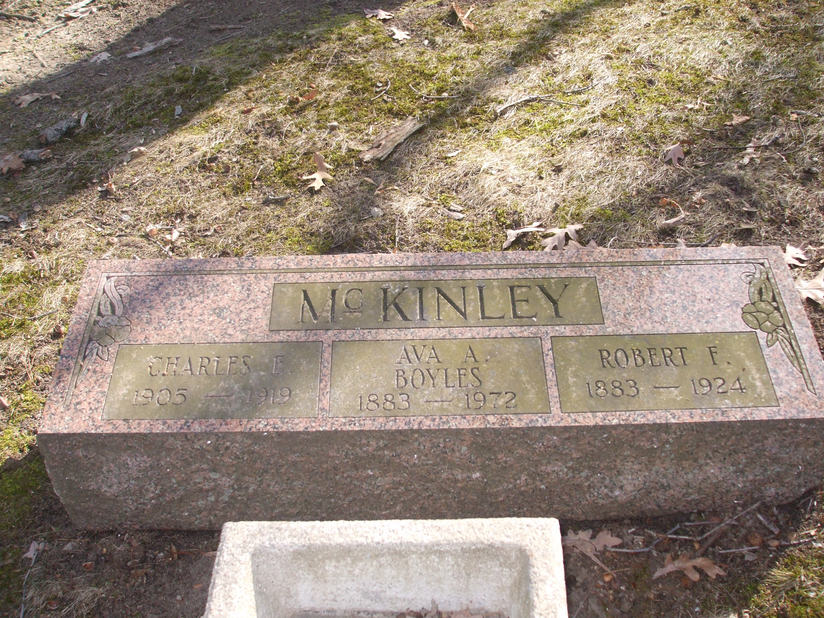 McKINLEY
CHARLES F.
1905 — 1919
AVA A.
BOYLES
1883 — 1972
ROBERT F.
1883 — 1924